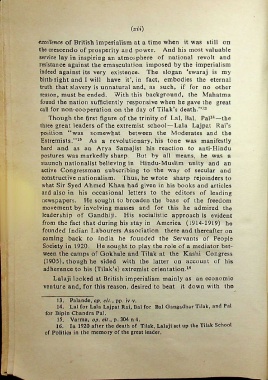 (xvi)
excellence of British imperialism at a time when it was still on
the crescendo of prosperity and power. And his most valuable
service lay in inspiring an atmosphere of national revolt and
resistance against the emasculation imposed by the imperialism
indeed against its very existence. The slogan 'swaraj is my
birth-right and I will have it', in fact, embodies the eternal
truth that slavery is unnatural and, as such, if for no other
reason, must be ended. With this background, the Mahatma
found the nation sufficiently responsive when he gave the great
call for non-cooperation on the day of Tilak's death."13
Though the first figure of the trinity of Lal, Bal, Pal14—the
three great leaders of the extremist school—Lala Lajpat Rai's
position "was somewhat between the Moderates and the
Extremists."15 As a revolutionary, his tone was manifestly
hard and as an Arya Samajist his reaction to anti-Hindu
postures was markedly sharp. But by all means, he was a
staunch nationalist believing in Hindu-Muslim unity and an
active Congressman subscribing to the way of secular and
constructive nationalism. Thus, he wrote sharp rejoinders to
what Sir Syed Ahmed Khan had given in his books and articles
and also in his occasional letters to the editors of leading
newspapers. He sought to broaden the base of the freedom
movement by involving masses and for this he admired the
leadership of Gandhiji. His socialistic approach is evident
from the fact that during his stay in America (1914-1919) he
founded Indian Labourers Association there and thereafter on
coming back to India he founded the Servants of People
Society in 1920. He sought to play the role of a mediator bet-
ween the camps of Gokhale and Tilak at the Kashi Congress
(1905), though he sided with the latter on account of his
adherance to his (Tilak's) extremist orientation.16
Lalaji looked at British imperialism mainly as an economic
venture and, for this reason, desired to beat it down with the
13. Palande, op. cit., pp. iv-v.
14. Lal for Lala Lajpat Rai, Bal for Bal Gangadhar Tilak, and Pal
for Bipin Chandra Pal.
15. Varma, op. cit., p. 304 n 4.
16. In 1920 after the death of Tilak, Lalaji set up the Tilak School
of Politics in the memory of the great leader.